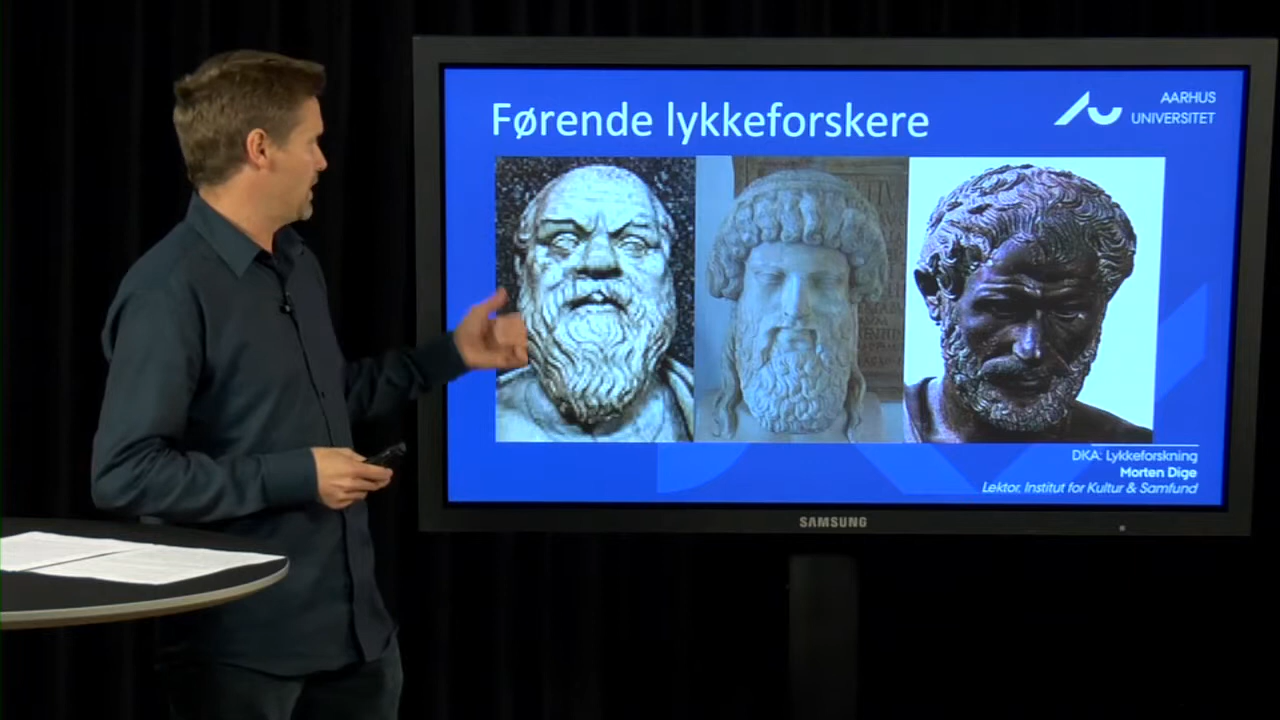 Førende lykkeforskere
AARHUS
UNIVERSITET
DKA: Lykkeforskning
Morten Dige
Lektor, Institut for Kultur & Samfund
SAMSUNG